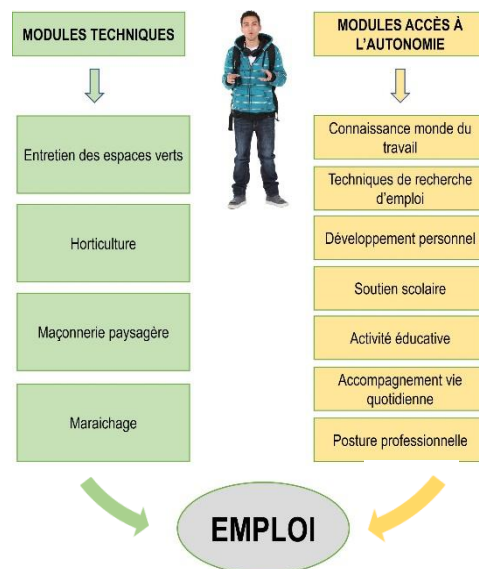 MODULES TECHNIQUES
Entretien des espaces verts
Horticulture
Maçonnerie paysagère
Maraichage
MODULES ACCÈS À
L'AUTONOMIE
Connaissance monde du
travail
Techniques de recherche
d'emploi
Développement personnel
Soutien scolaire
Activité éducative
Accompagnement vie
quotidienne
Posture professionnelle
EMPLOI